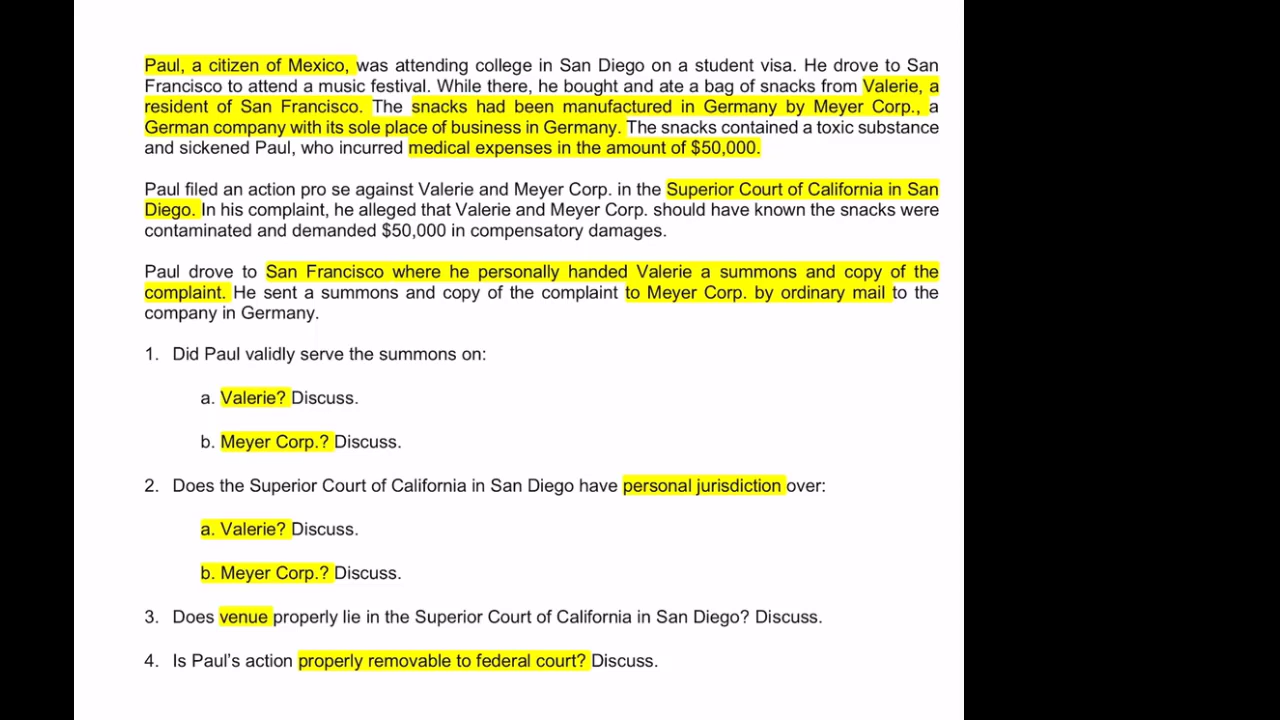 Paul, a citizen of Mexico, was attending college in San Diego on a student visa. He drove to San
Francisco to attend a music festival. While there, he bought and ate a bag of snacks from Valerie, a
resident of San Francisco. The snacks had been manufactured in Germany by Meyer Corp., a
German company with its sole place of business in Germany. The snacks contained a toxic substance
and sickened Paul, who incurred medical expenses in the amount of $50,000.
Paul filed an action pro se against Valerie and Meyer Corp. in the Superior Court of California in San
Diego. In his complaint, he alleged that Valerie and Meyer Corp. should have known the snacks were
contaminated and demanded $50,000 in compensatory damages.
Paul drove to San Francisco where he personally handed Valerie a summons and copy of the
complaint. He sent a summons and copy of the complaint to Meyer Corp. by ordinary mail to the
company in Germany.
1. Did Paul validly serve the summons on:
a. Valerie? Discuss.
b. Meyer Corp.? Discuss.
2. Does the Superior Court of California in San Diego have personal jurisdiction over:
a. Valerie? Discuss.
b. Meyer Corp.? Discuss.
3. Does venue properly lie in the Superior Court of California in San Diego? Discuss.
4. Is Paul's action properly removable to federal court? Discuss.